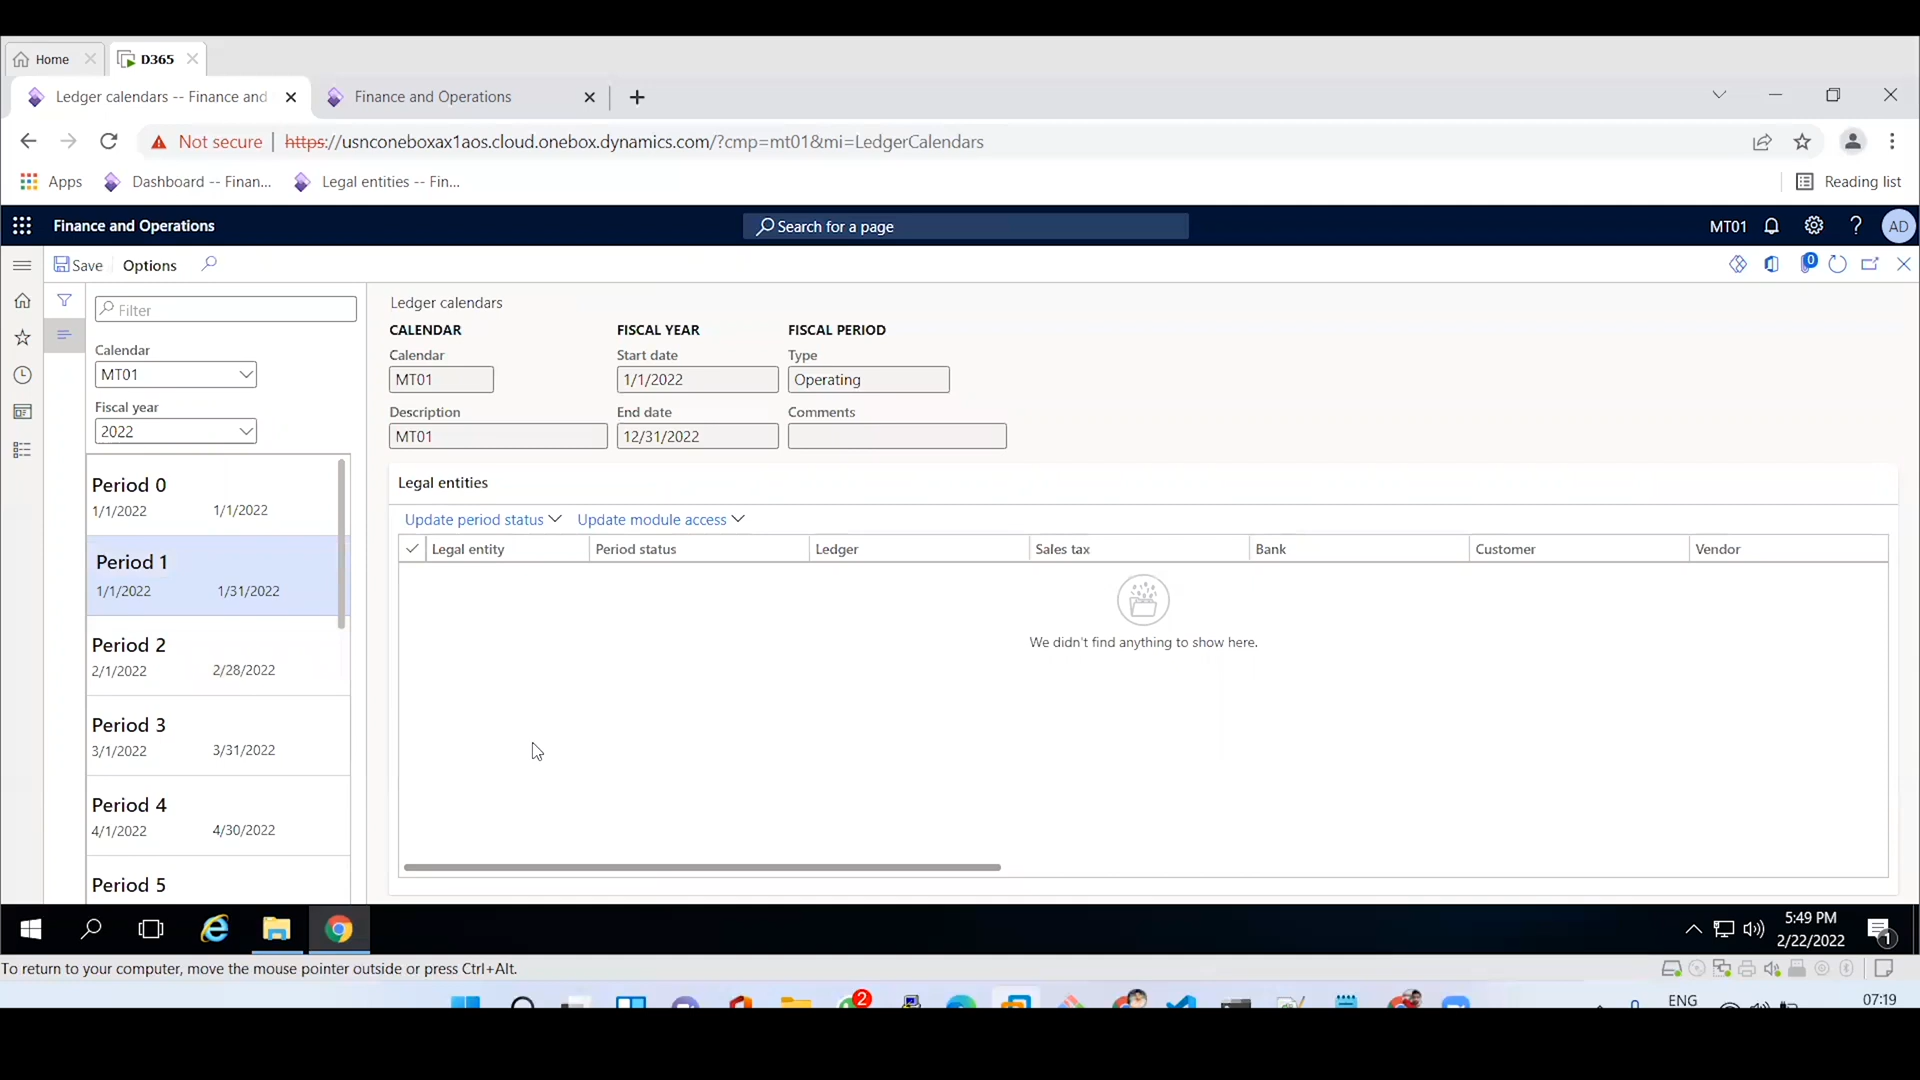 Home
D365
Ledger calendars -- Finance and
Finance and Operations
Not secure
https://usnconeboxax1aos.cloud.onebox.dynamics.com/?cmp=mt01&mi=LedgerCalendars
Apps
Dashboard -- Finan...
Legal entities -- Fin...
Reading list
Finance and Operations
Search for a page
MT01
?
AD
Save
Options
0
Filter
Calendar
MT01
Fiscal year
2022
Period 0
1/1/2022 1/1/2022
Period 1
1/1/2022 1/31/2022
Period 2
2/1/2022 2/28/2022
Period 3
3/1/2022 3/31/2022
Period 4
4/1/2022 4/30/2022
Period 5
Ledger calendars
CALENDAR FISCAL YEAR FISCAL PERIOD
Calendar Start date Type
MT01 1/1/2022 Operating
Description End date Comments
MT01 12/31/2022
Legal entities
Update period status Update module access
Legal entity Period status Ledger Sales tax Bank Customer Vendor
We didn't find anything to show here.
5:49 PM
2/22/2022
1
To return to your computer, move the mouse pointer outside or press Ctrl+Alt.
2
ENG
07:19